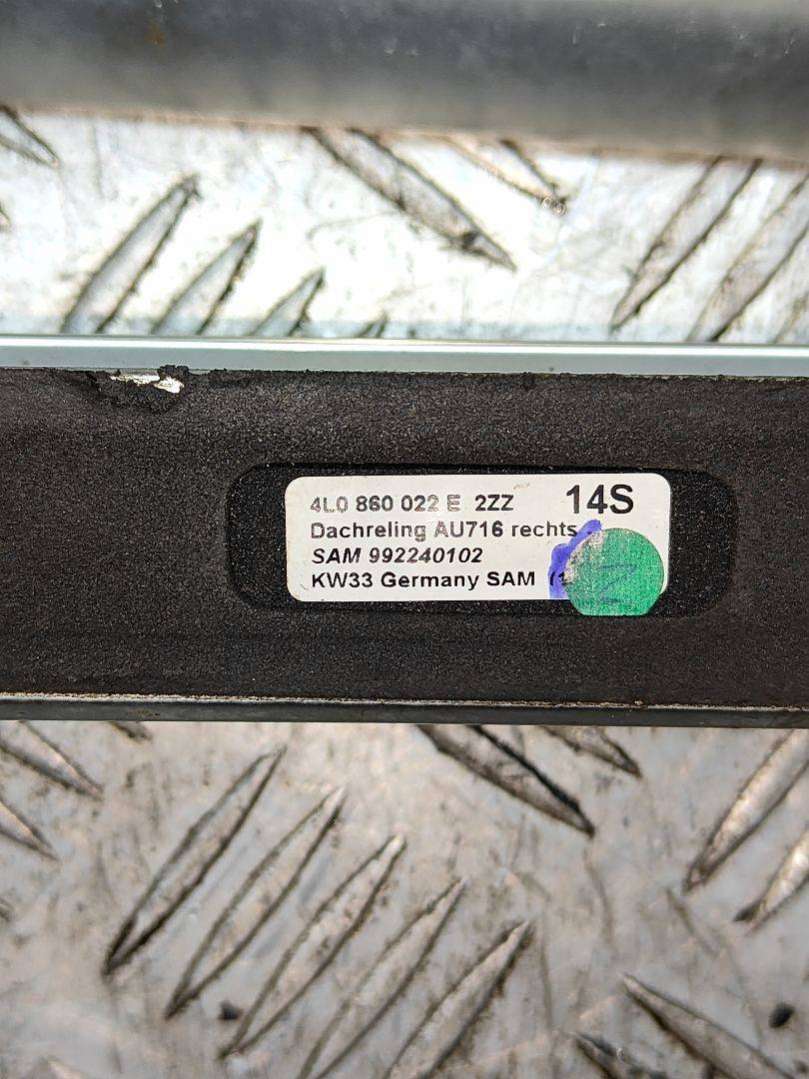 4L0 860 022 E 2ZZ 14S
Dachreling AU716 rechts
SAM 992240102
KW33 Germany SAM